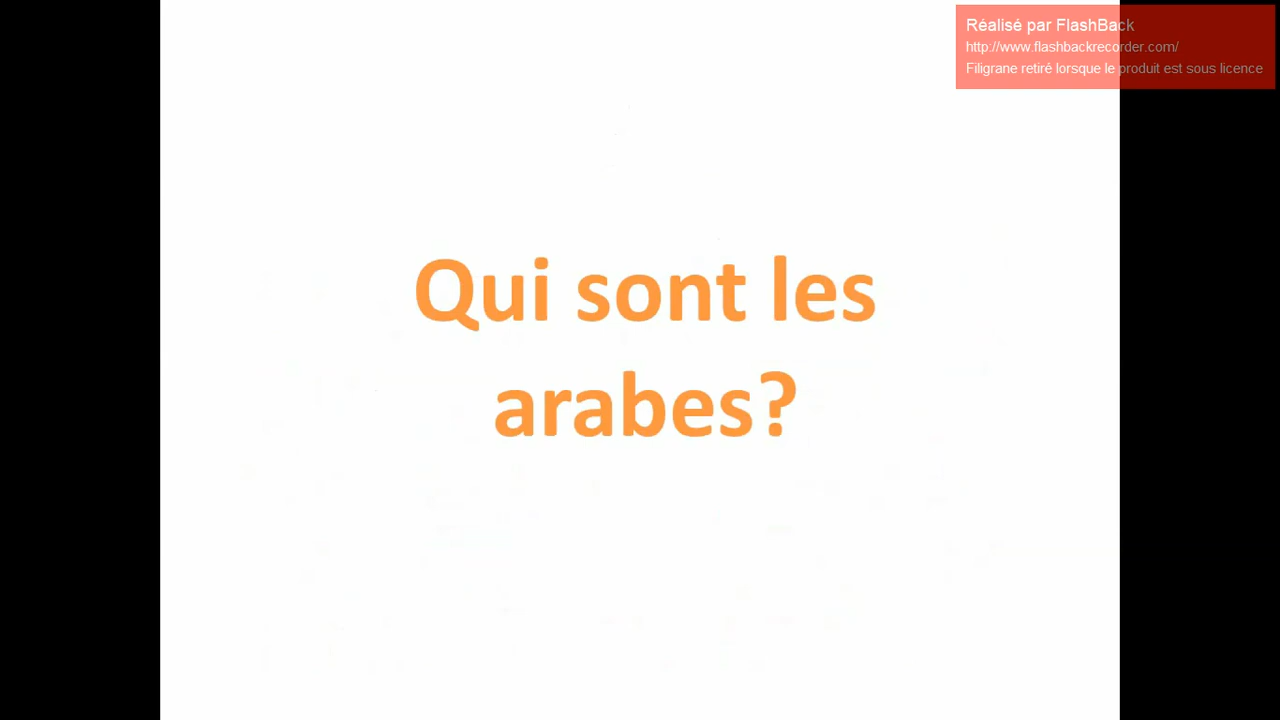 Réalisé par FlashBack
http://www.flashbackrecorder.com/
Filigrane retiré lorsque le produit est sous licence
Qui sont les
arabes?